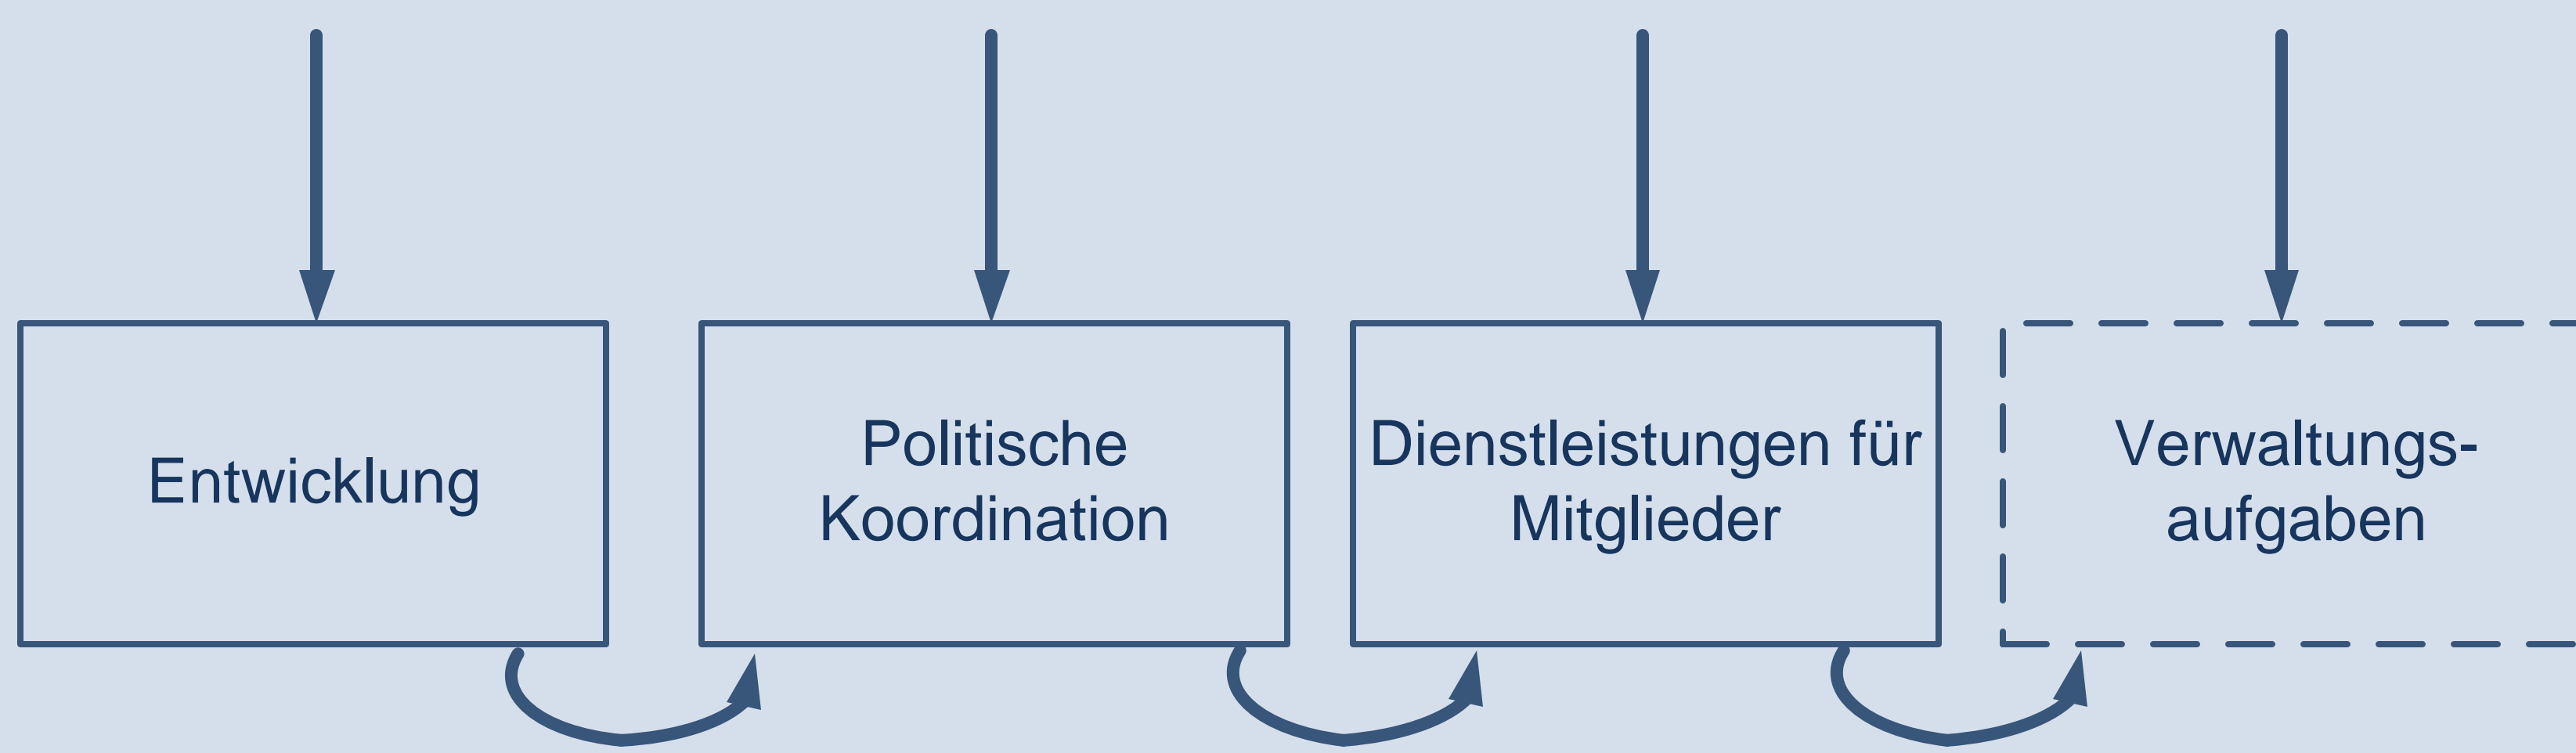 Entwicklung
Politische
Koordination
Dienstleistungen für
Mitglieder
Verwaltungs-
aufgaben